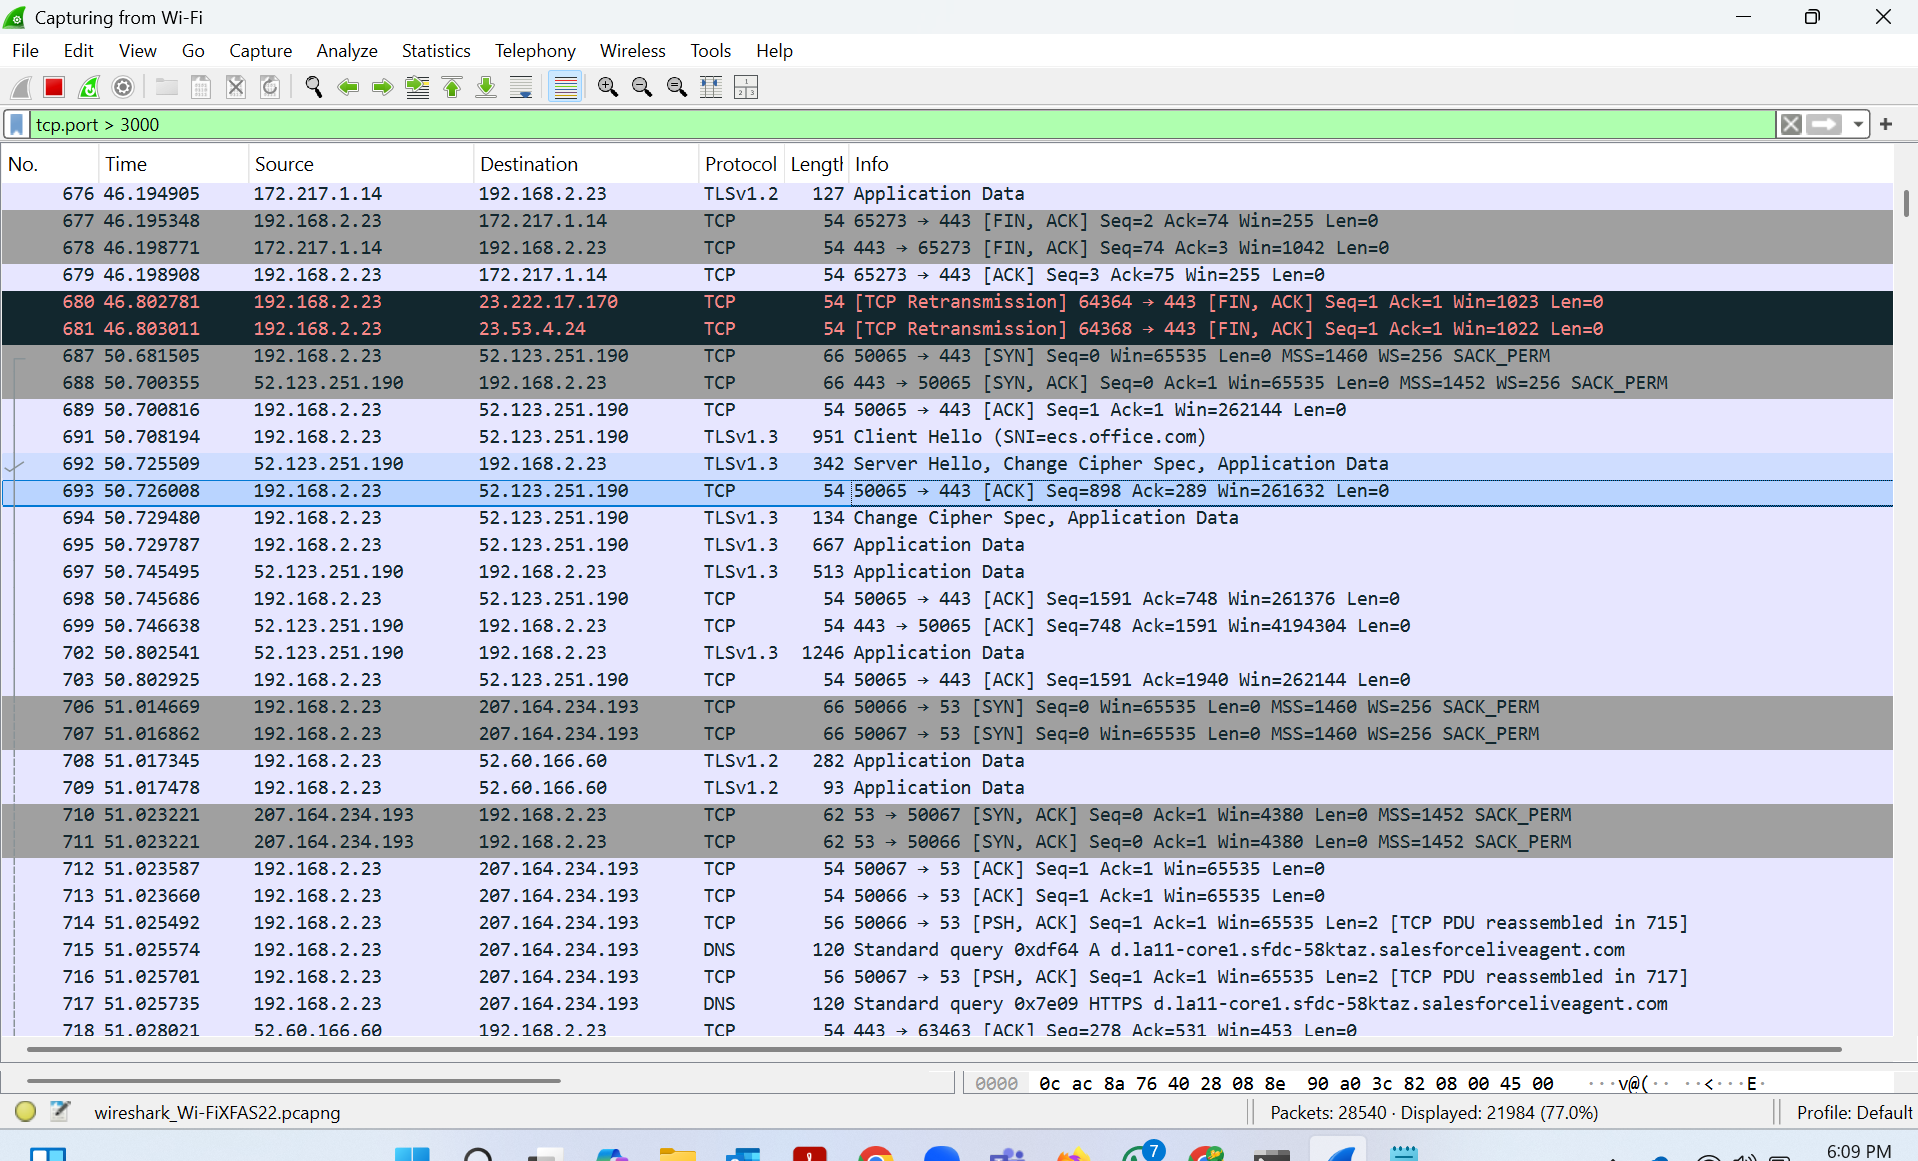 Capturing from Wi-Fi
File Edit View Go Capture Analyze Statistics Telephony Wireless Tools Help
tcp.port > 3000
No. Time Source Destination Protocol Length Info
676 46.194905 172.217.1.14 192.168.2.23 TLSv1.2 127 Application Data
677 46.195348 192.168.2.23 172.217.1.14 TCP 54 65273 → 443 [FIN, ACK] Seq=2 Ack=74 Win=255 Len=0
678 46.198771 172.217.1.14 192.168.2.23 TCP 54 443 → 65273 [FIN, ACK] Seq=74 Ack=3 Win=1042 Len=0
679 46.198908 192.168.2.23 172.217.1.14 TCP 54 65273 → 443 [ACK] Seq=3 Ack=75 Win=255 Len=0
680 46.802781 192.168.2.23 23.222.17.170 TCP 54 [TCP Retransmission] 64364 → 443 [FIN, ACK] Seq=1 Ack=1 Win=1023 Len=0
681 46.803011 192.168.2.23 23.53.4.24 TCP 54 [TCP Retransmission] 64368 → 443 [FIN, ACK] Seq=1 Ack=1 Win=1022 Len=0
687 50.681505 192.168.2.23 52.123.251.190 TCP 66 50065 → 443 [SYN] Seq=0 Win=65535 Len=0 MSS=1460 WS=256 SACK_PERM
688 50.700355 52.123.251.190 192.168.2.23 TCP 66 443 → 50065 [SYN, ACK] Seq=0 Ack=1 Win=65535 Len=0 MSS=1452 WS=256 SACK_PERM
689 50.700816 192.168.2.23 52.123.251.190 TCP 54 50065 → 443 [ACK] Seq=1 Ack=1 Win=262144 Len=0
691 50.708194 192.168.2.23 52.123.251.190 TLSv1.3 951 Client Hello (SNI=ecs.office.com)
692 50.725509 52.123.251.190 192.168.2.23 TLSv1.3 342 Server Hello, Change Cipher Spec, Application Data
693 50.726008 192.168.2.23 52.123.251.190 TCP 54 50065 → 443 [ACK] Seq=898 Ack=289 Win=261632 Len=0
694 50.729480 192.168.2.23 52.123.251.190 TLSv1.3 134 Change Cipher Spec, Application Data
695 50.729787 192.168.2.23 52.123.251.190 TLSv1.3 667 Application Data
697 50.745495 52.123.251.190 192.168.2.23 TLSv1.3 513 Application Data
698 50.745686 192.168.2.23 52.123.251.190 TCP 54 50065 → 443 [ACK] Seq=1591 Ack=748 Win=261376 Len=0
699 50.746638 52.123.251.190 192.168.2.23 TCP 54 443 → 50065 [ACK] Seq=748 Ack=1591 Win=4194304 Len=0
702 50.802541 52.123.251.190 192.168.2.23 TLSv1.3 1246 Application Data
703 50.802925 192.168.2.23 52.123.251.190 TCP 54 50065 → 443 [ACK] Seq=1591 Ack=1940 Win=262144 Len=0
706 51.014669 192.168.2.23 207.164.234.193 TCP 66 50066 → 53 [SYN] Seq=0 Win=65535 Len=0 MSS=1460 WS=256 SACK_PERM
707 51.016862 192.168.2.23 207.164.234.193 TCP 66 50067 → 53 [SYN] Seq=0 Win=65535 Len=0 MSS=1460 WS=256 SACK_PERM
708 51.017345 192.168.2.23 52.60.166.60 TLSv1.2 282 Application Data
709 51.017478 192.168.2.23 52.60.166.60 TLSv1.2 93 Application Data
710 51.023221 207.164.234.193 192.168.2.23 TCP 62 53 → 50067 [SYN, ACK] Seq=0 Ack=1 Win=4380 Len=0 MSS=1452 SACK_PERM
711 51.023221 207.164.234.193 192.168.2.23 TCP 62 53 → 50066 [SYN, ACK] Seq=0 Ack=1 Win=4380 Len=0 MSS=1452 SACK_PERM
712 51.023587 192.168.2.23 207.164.234.193 TCP 54 50067 → 53 [ACK] Seq=1 Ack=1 Win=65535 Len=0
713 51.023660 192.168.2.23 207.164.234.193 TCP 54 50066 → 53 [ACK] Seq=1 Ack=1 Win=65535 Len=0
714 51.025492 192.168.2.23 207.164.234.193 TCP 56 50066 → 53 [PSH, ACK] Seq=1 Ack=1 Win=65535 Len=2 [TCP PDU reassembled in 715]
715 51.025574 192.168.2.23 207.164.234.193 DNS 120 Standard query 0xdf64 A d.la11-core1.sfdc-58ktaz.salesforceliveagent.com
716 51.025701 192.168.2.23 207.164.234.193 TCP 56 50067 → 53 [PSH, ACK] Seq=1 Ack=1 Win=65535 Len=2 [TCP PDU reassembled in 717]
717 51.025735 192.168.2.23 207.164.234.193 DNS 120 Standard query 0x7e09 HTTPS d.la11-core1.sfdc-58ktaz.salesforceliveagent.com
718 51.028021 52.60.166.60 192.168.2.23 TCP 54 443 → 63463 [ACK] Seq=278 Ack=531 Win=453 Len=0
0000 0c ac 8a 76 40 28 08 8e 90 a0 3c 82 08 00 45 00 ···v@(·· ··<···E·
wireshark_Wi-FiXFAS22.pcapng Packets: 28540 · Displayed: 21984 (77.0%) Profile: Default
7
6:09 PM